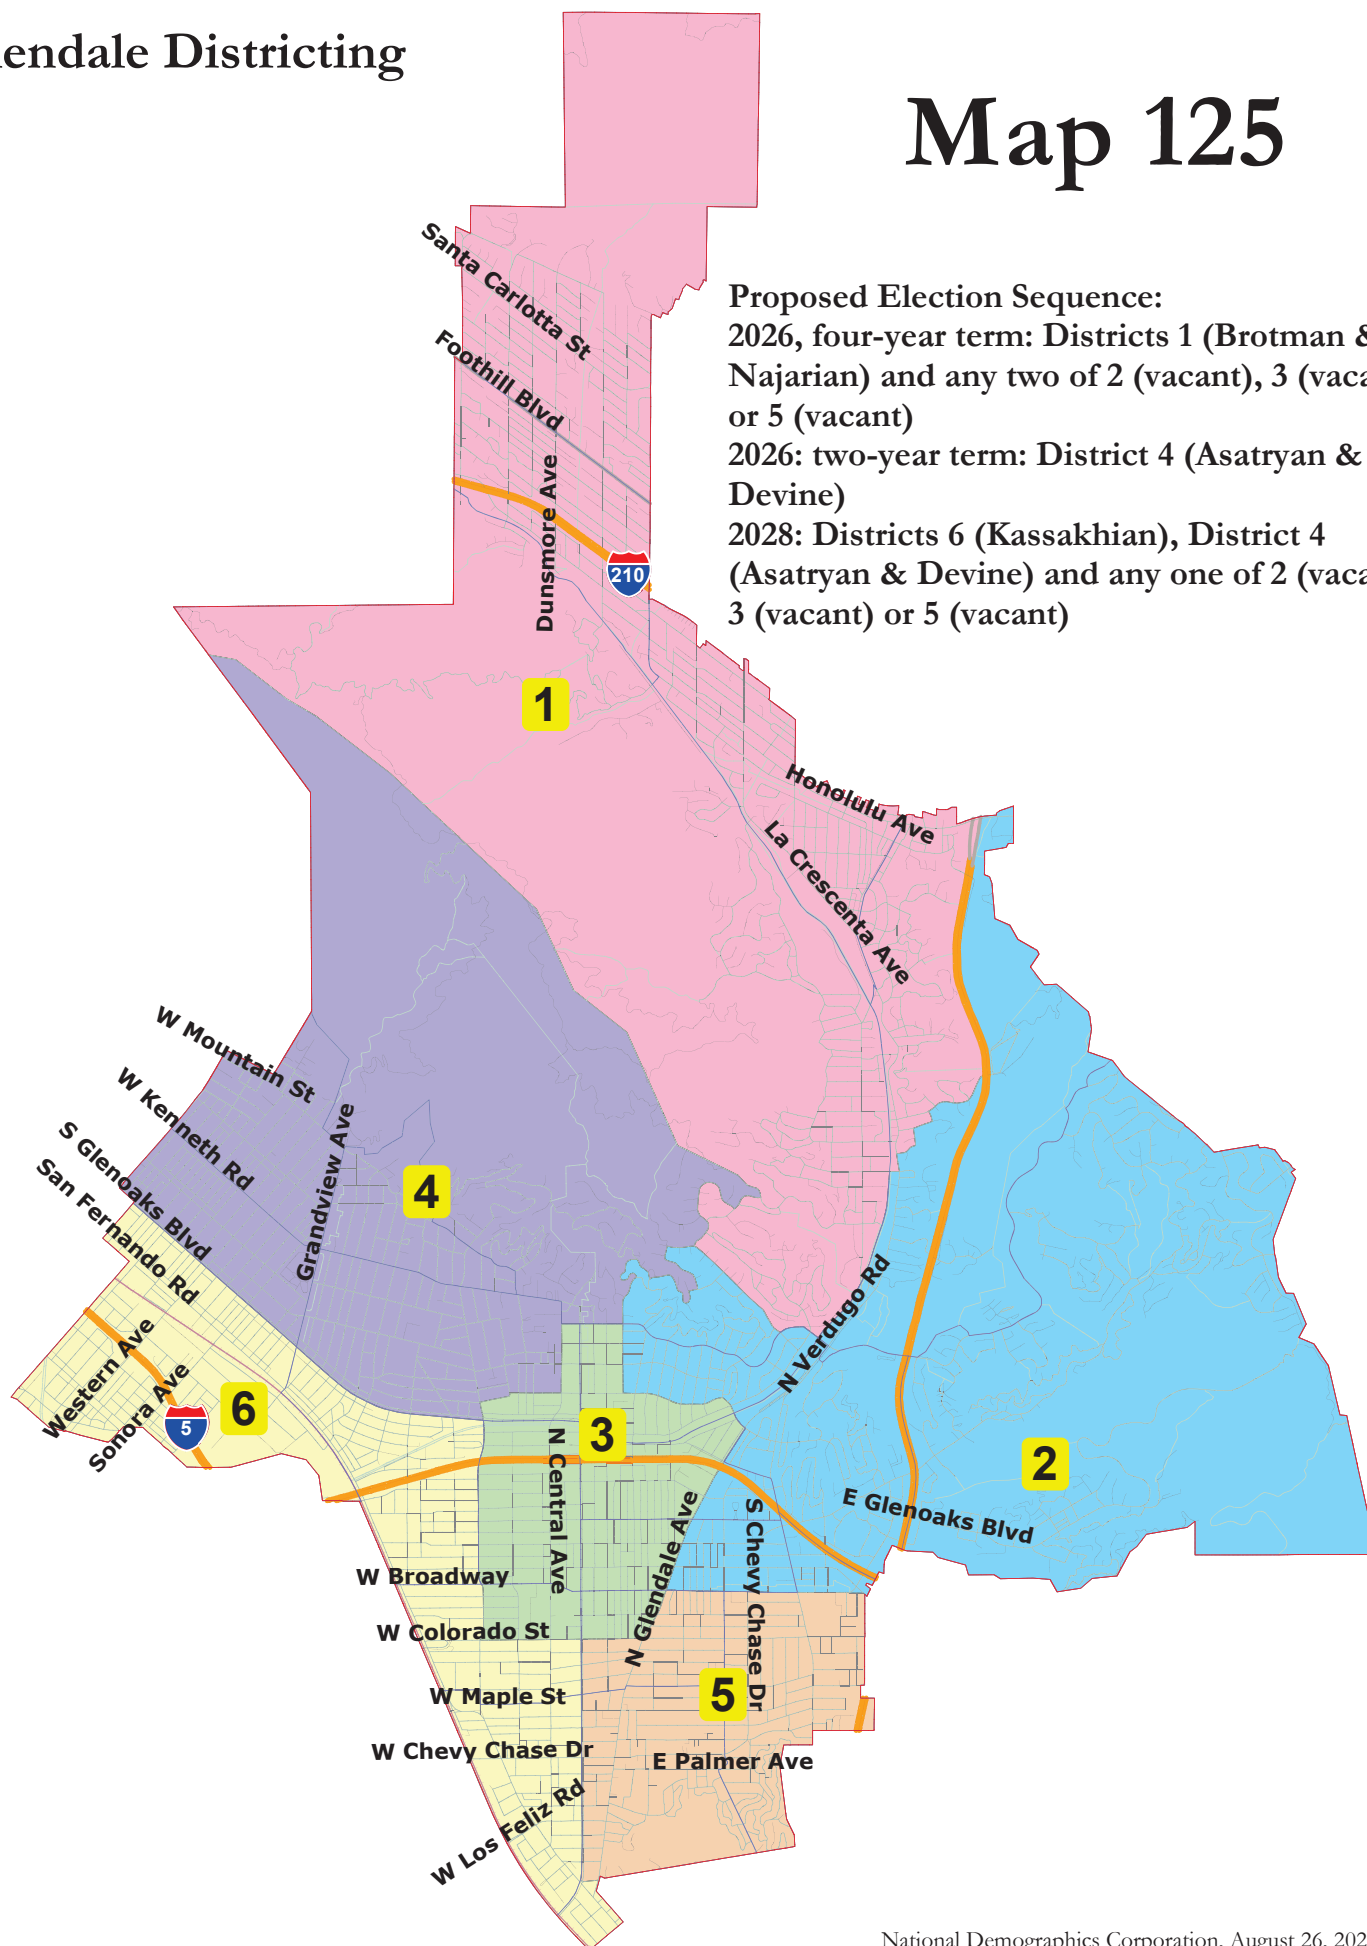 endale Districting
Map 125
Proposed Election Sequence:
2026, four-year term: Districts 1 (Brotman &
Najarian) and any two of 2 (vacant), 3 (vaca
or 5 (vacant)
2026: two-year term: District 4 (Asatryan &
Devine)
2028: Districts 6 (Kassakhian), District 4
(Asatryan & Devine) and any one of 2 (vaca
3 (vacant) or 5 (vacant)
Santa Carlotta St
Foothill Blvd
Dunsmore Ave
210
1
Honolulu Ave
La Crescenta Ave
W Mountain St
W Kenneth Rd
S Glenoaks Blvd
San Fernando Rd
Grandview Ave
4
N Verdugo Rd
Western Ave
Sonora Ave
5
6
3
2
N Central Ave
N Glendale Ave
S Chevy Chase Dr
E Glenoaks Blvd
W Broadway
W Colorado St
W Maple St
5
W Chevy Chase Dr
E Palmer Ave
W Los Feliz Rd
National Demographics Corporation, August 26, 202